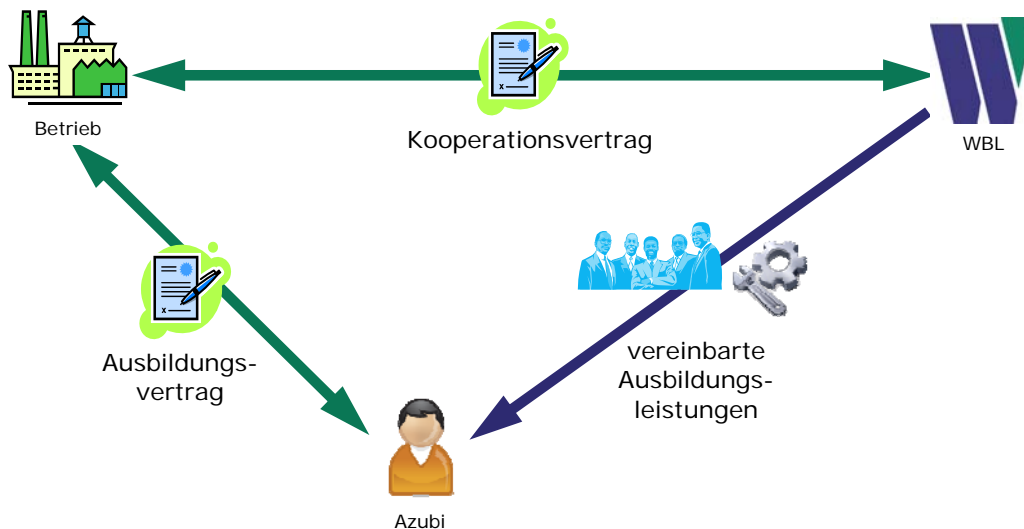 Betrieb
Kooperationsvertrag
WBL
Ausbildungs-
vertrag
vereinbarte
Ausbildungs-
leistungen
Azubi